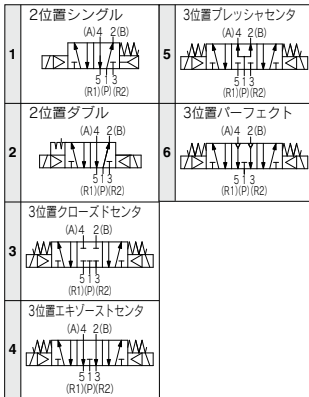 1
2位置シングル
(A)4 2(B)
5 1 3
(R1)(P)(R2)
2
2位置ダブル
(A)4 2(B)
5 1 3
(R1)(P)(R2)
3
3位置クローズドセンタ
(A)4 2(B)
5 1 3
(R1)(P)(R2)
4
3位置エキゾーストセンタ
(A)4 2(B)
5 1 3
(R1)(P)(R2)
5
3位置プレッシャセンタ
(A)4 2(B)
5 1 3
(R1)(P)(R2)
6
3位置パーフェクト
(A)4 2(B)
5 1 3
(R1)(P)(R2)